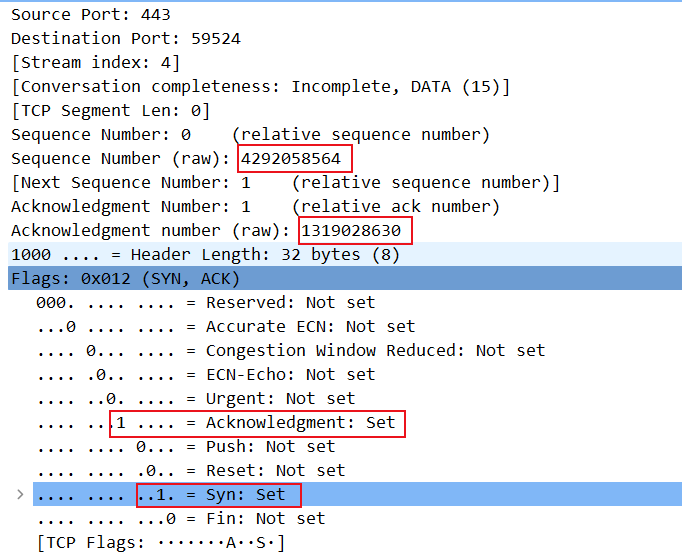 Source Port: 443
Destination Port: 59524
[Stream index: 4]
[Conversation completeness: Incomplete, DATA (15)]
[TCP Segment Len: 0]
Sequence Number: 0    (relative sequence number)
Sequence Number (raw): 4292058564
[Next Sequence Number: 1    (relative sequence number)]
Acknowledgment Number: 1    (relative ack number)
Acknowledgment number (raw): 1319028630
1000 .... = Header Length: 32 bytes (8)
Flags: 0x012 (SYN, ACK)
000. .... .... = Reserved: Not set
...0 .... .... = Accurate ECN: Not set
.... 0... .... = Congestion Window Reduced: Not set
.... .0.. .... = ECN-Echo: Not set
.... ..0. .... = Urgent: Not set
.... ...1 .... = Acknowledgment: Set
.... .... 0... = Push: Not set
.... .... .0.. = Reset: Not set
.... .... ..1. = Syn: Set
.... .... ...0 = Fin: Not set
[TCP Flags: ·······A··S·]